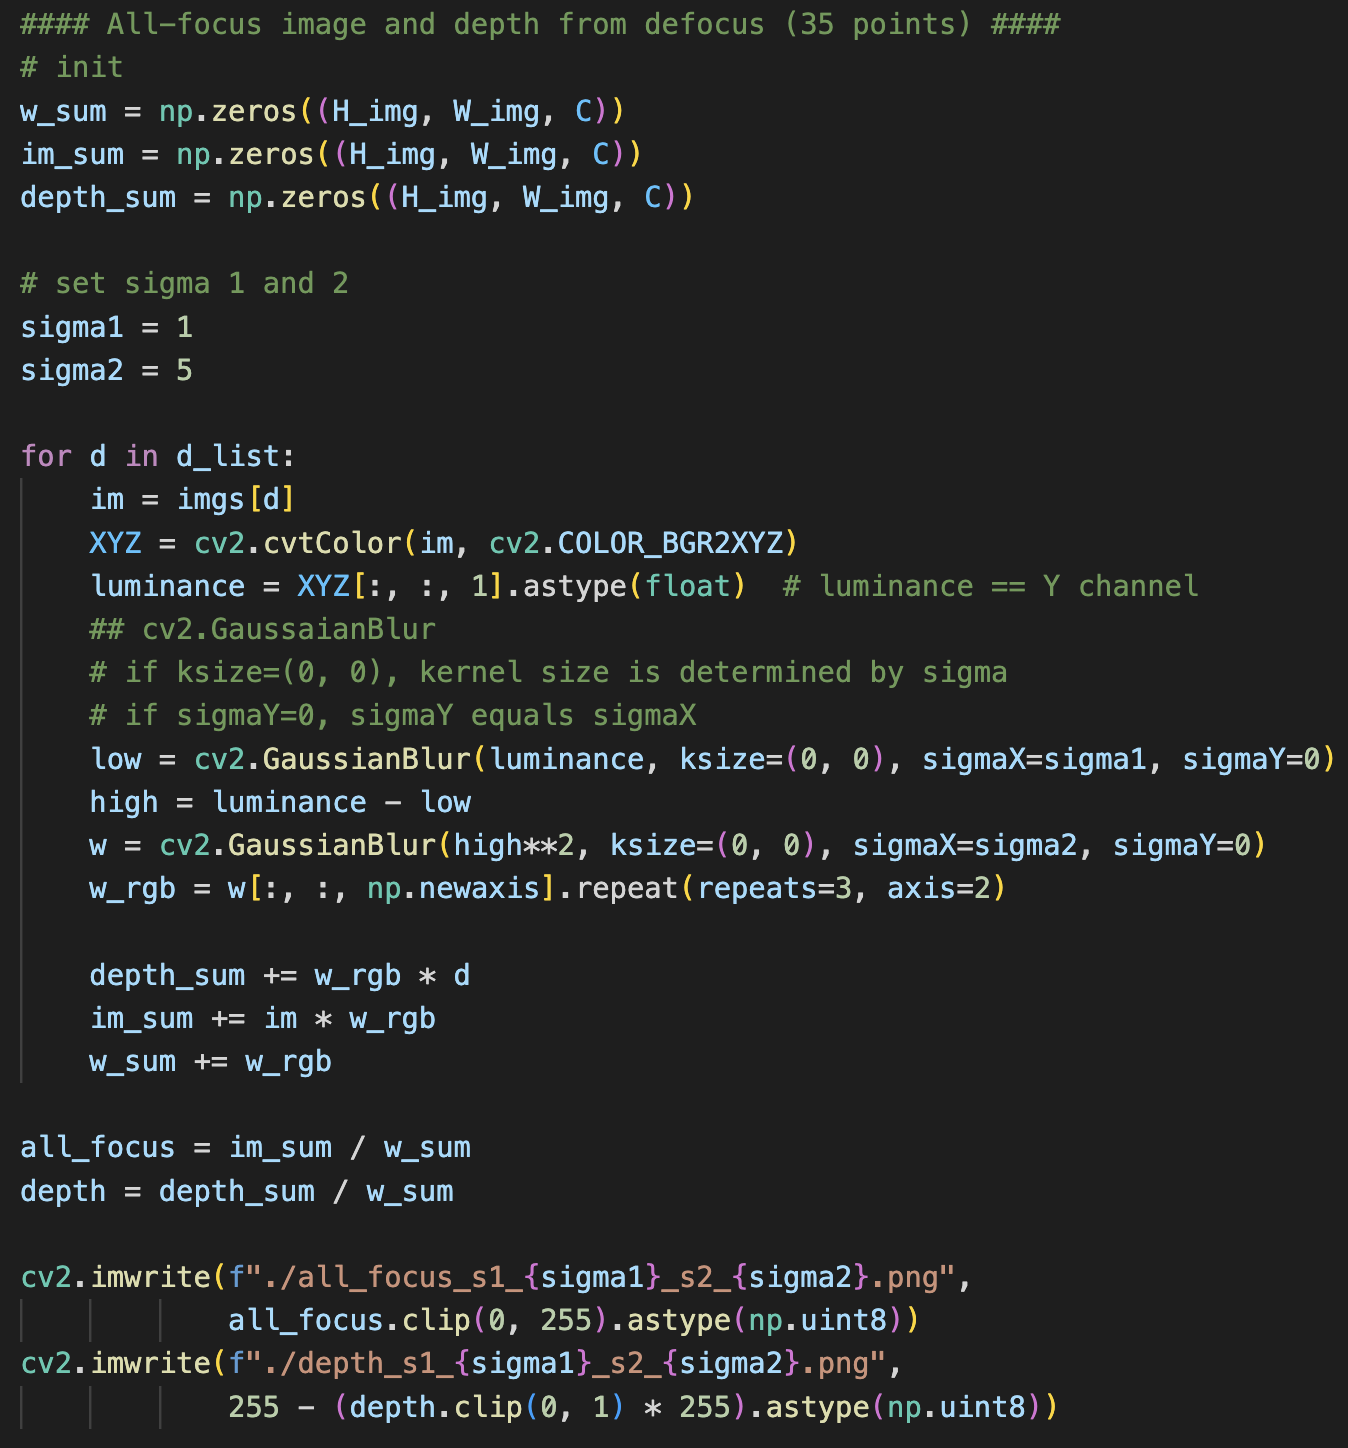 #### All-focus image and depth from defocus (35 points) ####
# init
w_sum = np.zeros((H_img, W_img, C))
im_sum = np.zeros((H_img, W_img, C))
depth_sum = np.zeros((H_img, W_img, C))

# set sigma 1 and 2
sigma1 = 1
sigma2 = 5

for d in d_list:
    im = imgs[d]
    XYZ = cv2.cvtColor(im, cv2.COLOR_BGR2XYZ)
    luminance = XYZ[:, :, 1].astype(float)  # luminance == Y channel
    ## cv2.GaussaianBlur
    # if ksize=(0, 0), kernel size is determined by sigma
    # if sigmaY=0, sigmaY equals sigmaX
    low = cv2.GaussianBlur(luminance, ksize=(0, 0), sigmaX=sigma1, sigmaY=0)
    high = luminance - low
    w = cv2.GaussianBlur(high**2, ksize=(0, 0), sigmaX=sigma2, sigmaY=0)
    w_rgb = w[:, :, np.newaxis].repeat(repeats=3, axis=2)

    depth_sum += w_rgb * d
    im_sum += im * w_rgb
    w_sum += w_rgb

all_focus = im_sum / w_sum
depth = depth_sum / w_sum

cv2.imwrite(f"./all_focus_s1_{sigma1}_s2_{sigma2}.png",
            all_focus.clip(0, 255).astype(np.uint8))
cv2.imwrite(f"./depth_s1_{sigma1}_s2_{sigma2}.png",
            255 - (depth.clip(0, 1) * 255).astype(np.uint8))